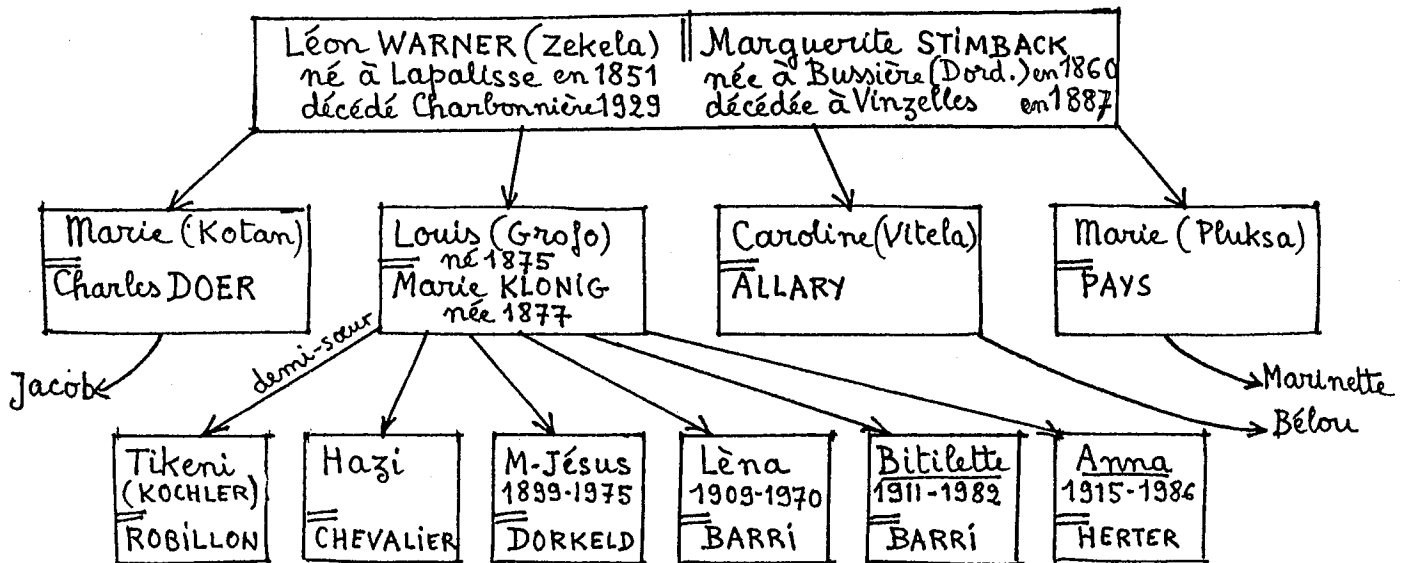 Léon WARNER (Zekela)
né à Lapalisse en 1851
décédé Charbonnière 1929
Marguerite STIMBACK
née à Bussière (Dord.) en 1860
décédée à Vinzelles en 1887
Marie (Kotan)
Charles DOER
Louis (Grofo)
né 1875
Marie KLONIG
née 1877
Caroline (Vitela)
ALLARY
Marie (Pluksa)
PAYS
Jacob
demi-sœur
Marinette
Bélou
Tikeni
(KOCHLER)
ROBILLON
Hazi
CHEVALIER
M-Jésus
1899-1975
DORKELD
Lèna
1909-1970
BARRI
Bitilette
1911-1982
BARRI
Anna
1915-1986
HERTER